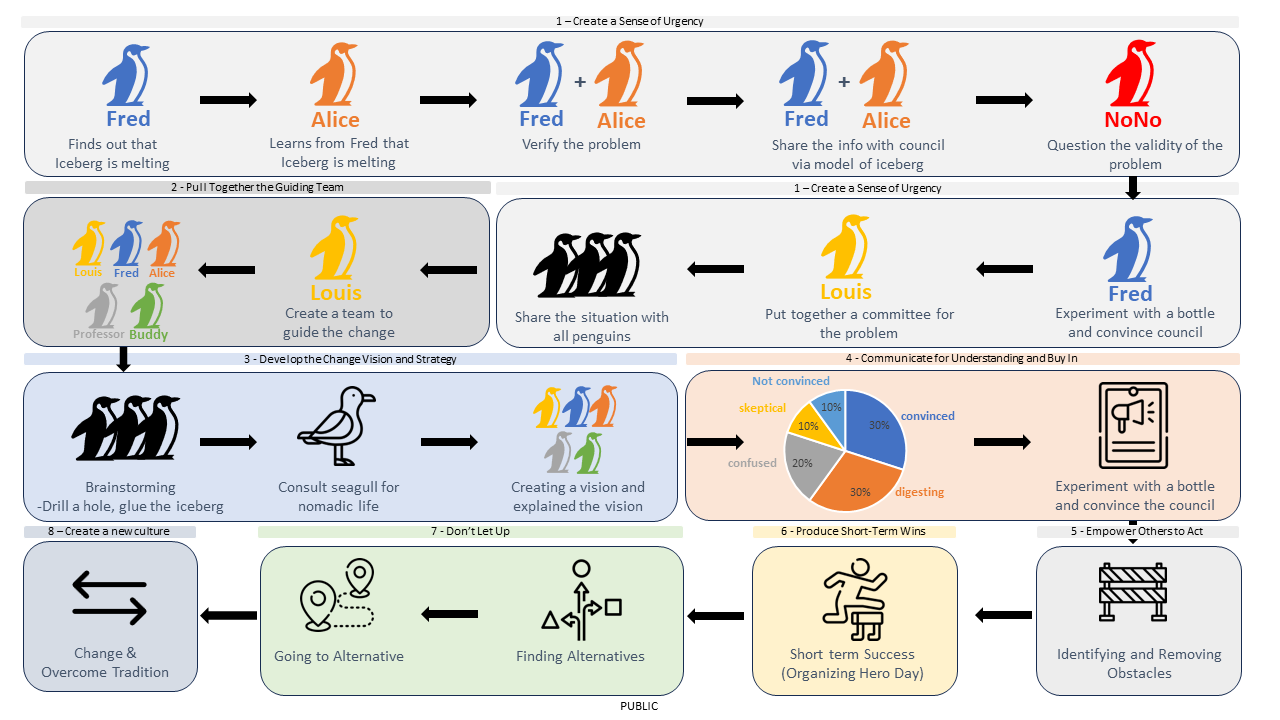 1 – Create a Sense of Urgency
Fred
Finds out that
Iceberg is melting
Alice
Learns from Fred that
Iceberg is melting
Fred + Alice
Verify the problem
Fred + Alice
Share the info with council
via model of iceberg
NoNo
Question the validity of the
problem
1 – Create a Sense of Urgency
Fred
Experiment with a bottle
and convince council
Louis
Put together a committee for
the problem
Share the situation with
all penguins
2 - Pull Together the Guiding Team
Louis
Create a team to
guide the change
Louis Fred Alice
Professor Buddy
3 - Develop the Change Vision and Strategy
Brainstorming
-Drill a hole, glue the iceberg
Consult seagull for
nomadic life
Creating a vision and
explained the vision
4 - Communicate for Understanding and Buy In
Not convinced
10%
skeptical
10%
convinced
30%
confused
20%
digesting
30%
Experiment with a bottle
and convince the council
5 - Empower Others to Act
Identifying and Removing
Obstacles
6 - Produce Short-Term Wins
Short term Success
(Organizing Hero Day)
7 - Don't Let Up
Finding Alternatives
Going to Alternative
8 – Create a new culture
Change &
Overcome Tradition
PUBLIC